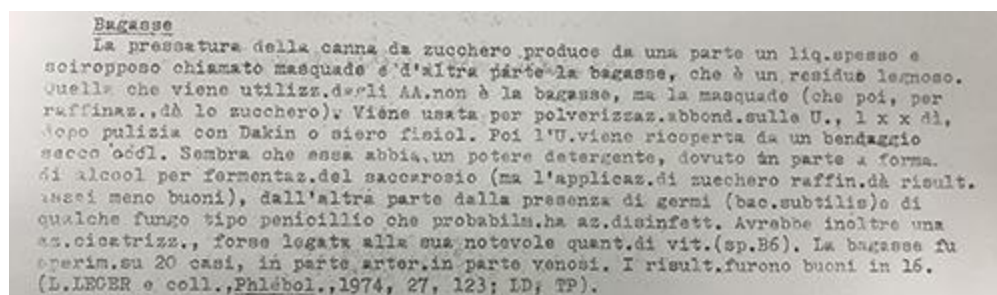 Bagasse
La pressatura della canna da zucchero produce da una parte un liq.spesso e
sciropposo chiamato masquade e d'altra parte la bagasse, che è un residuo legnoso.
Quella che viene utilizz.dagli AA.non è la bagasse, ma la masquade (che poi, per
raffinaz.,dà lo zucchero). Viene usata per polverizzaz.abbond.sulle U., 1 x x dì,
dopo pulizia con Dakin o siero fisiol. Poi l'U.viene ricoperta da un bendaggio
secco occl. Sembra che essa abbia un potere detergente, dovuto in parte a forma.
di alcool per fermentaz.del saccarosio (ma l'applicaz.di zucchero raffin.dà risult.
assai meno buoni), dall'altra parte dalla presenza di germi (bac.subtilis)o di
qualche fungo tipo penicillio che probabilm.ha az.disinfett. Avrebbe inoltre una
az.cicatrizz., forse legata alla sua notevole quant.di vit.(sp.B6). La bagasse fu
sperim.su 20 casi, in parte arter.in parte venosi. I risult.furono buoni in 16.
(L.LEGER e coll.,Phlébol.,1974, 27, 123; LD; TP).